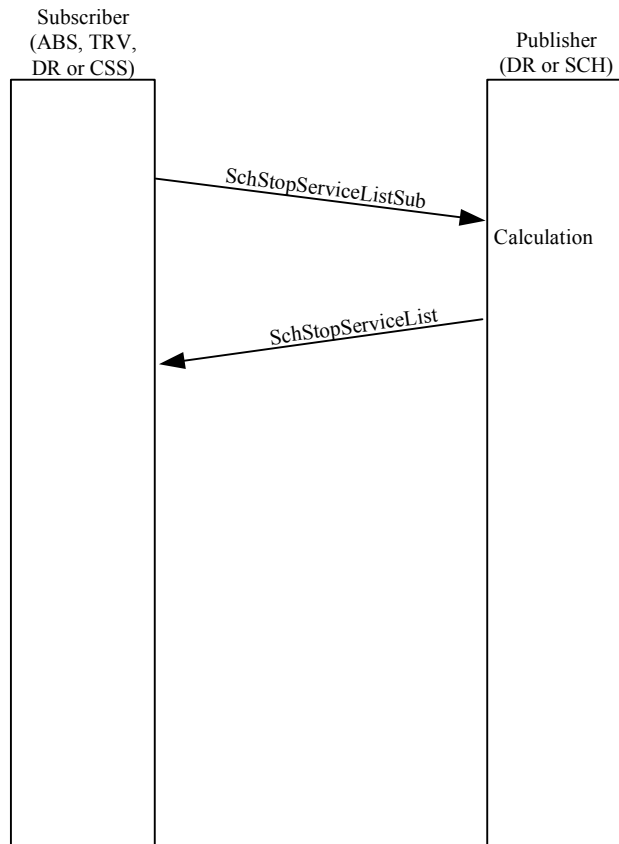 Subscriber
(ABS, TRV,
DR or CSS)
Publisher
(DR or SCH)
SchStopServiceListSub
Calculation
SchStopServiceList